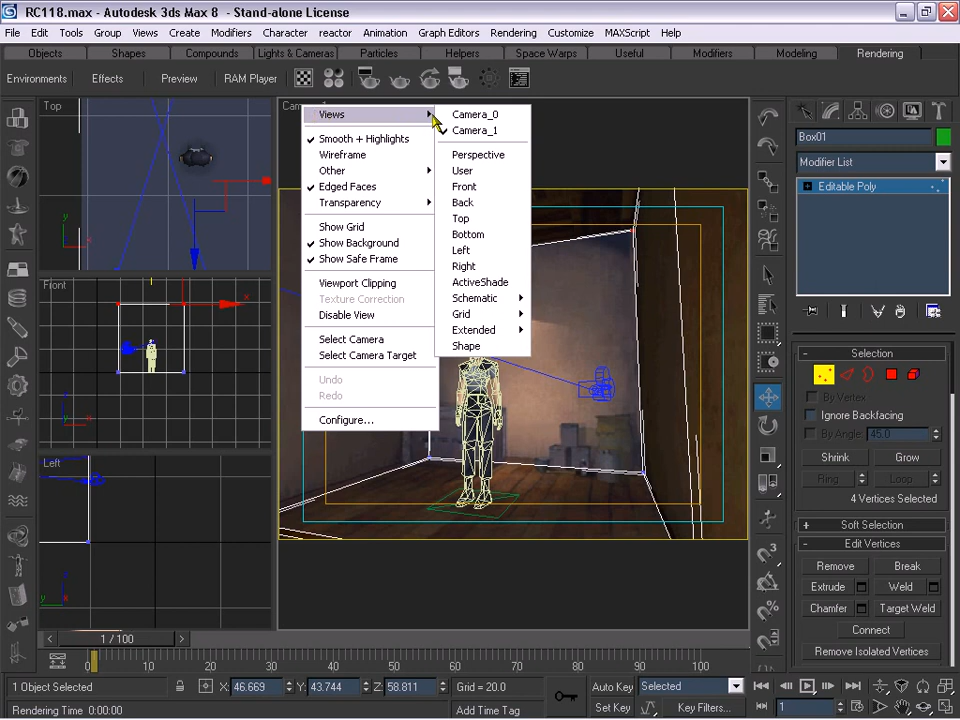 RC118.max - Autodesk 3ds Max 8 - Stand-alone License
File Edit Tools Group Views Create Modifiers Character reactor Animation Graph Editors Rendering Customize MAXScript Help
Objects Shapes Compounds Lights & Cameras Particles Helpers Space Warps Useful Modifiers Modeling Rendering
Environments Effects Preview RAM Player
Top
Views
Camera_0
Camera_1
Smooth + Highlights
Wireframe
Other
Edged Faces
Transparency
Show Grid
Show Background
Show Safe Frame
Viewport Clipping
Texture Correction
Disable View
Select Camera
Select Camera Target
Undo
Redo
Configure...
Perspective
User
Front
Back
Top
Bottom
Left
Right
ActiveShade
Schematic
Grid
Extended
Shape
Front
Left
Box01
Modifier List
Editable Poly
Selection
By Vertex
Ignore Backfacing
By Angle: 45.0
Shrink Grow
Ring Loop
4 Vertices Selected
Soft Selection
Edit Vertices
Remove Break
Extrude Weld
Chamfer Target Weld
Connect
Remove Isolated Vertices
1 / 100
0 10 20 30 40 50 60 70 80 90 100
1 Object Selected X: 46.669 Y: 43.744 Z: 58.811 Grid = 20.0 Auto Key Selected
Rendering Time 0:00:00 Add Time Tag Set Key Key Filters... 1